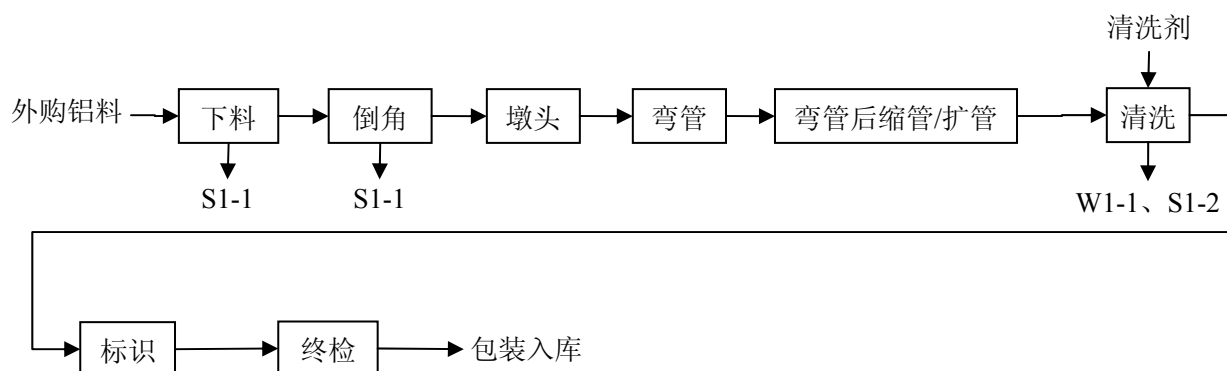 清洗剂
外购铝料
下料
倒角
墩头
弯管
弯管后缩管/扩管
清洗
S1-1
S1-1
W1-1、S1-2
标识
终检
包装入库